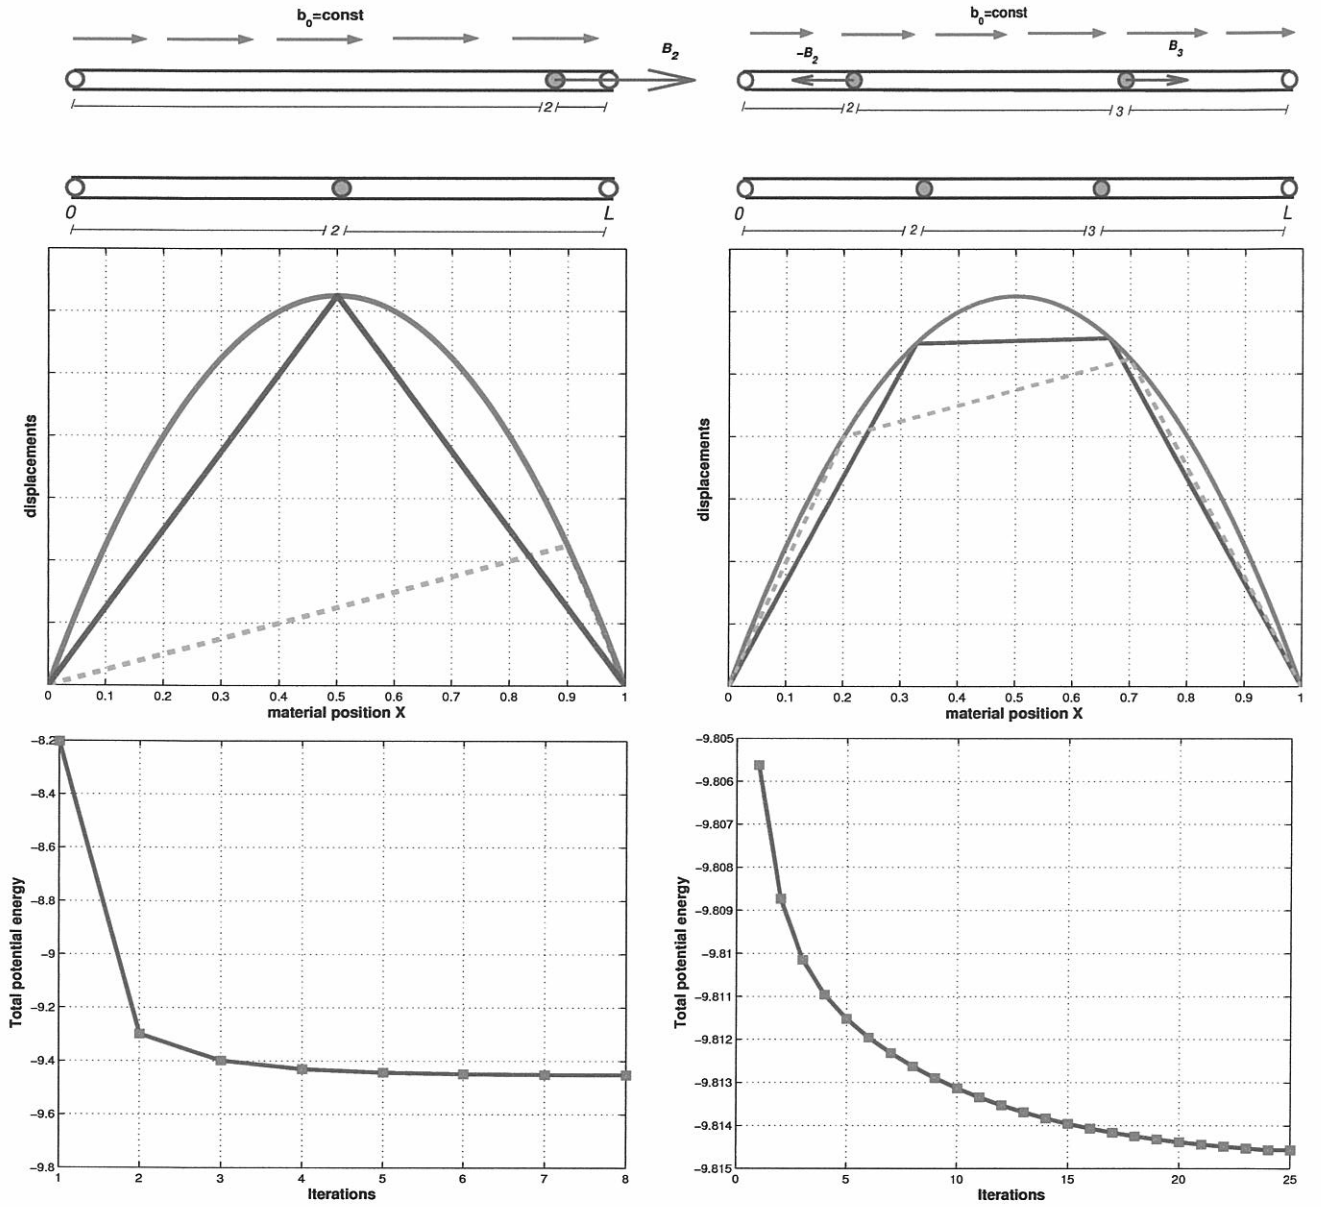 b₀=const
B₂
2
0 L
2
displacements
0 0.1 0.2 0.3 0.4 0.5 0.6 0.7 0.8 0.9 1
material position X
-8.2
-8.4
-8.6
-8.8
-9
-9.2
-9.4
-9.6
-9.8
Total potential energy
1 2 3 4 5 6 7 8
Iterations
b₀=const
-B₂ B₃
2 3
0 L
2 3
displacements
0 0.1 0.2 0.3 0.4 0.5 0.6 0.7 0.8 0.9 1
material position X
-9.805
-9.806
-9.807
-9.808
-9.809
-9.81
-9.811
-9.812
-9.813
-9.814
-9.815
Total potential energy
0 5 10 15 20 25
Iterations